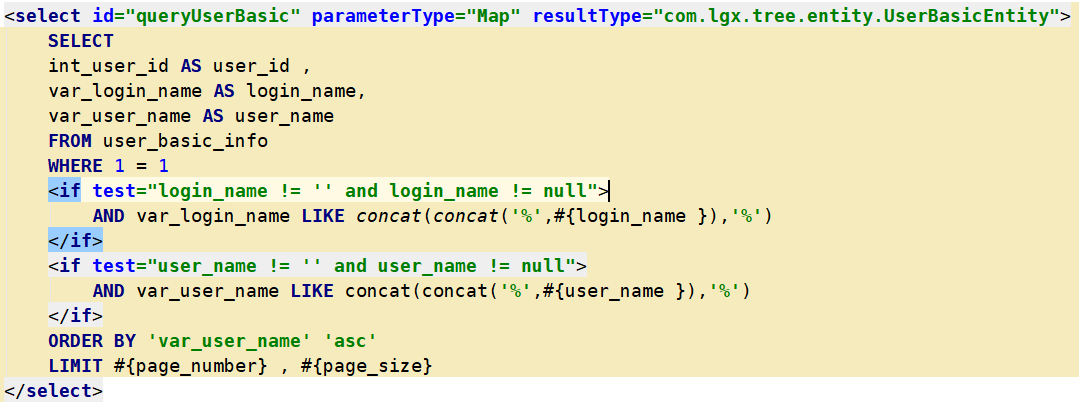 <select id="queryUserBasic" parameterType="Map" resultType="com.lgx.tree.entity.UserBasicEntity">
SELECT
int_user_id AS user_id ,
var_login_name AS login_name,
var_user_name AS user_name
FROM user_basic_info
WHERE 1 = 1
<if test="login_name != '' and login_name != null">
AND var_login_name LIKE concat(concat('%',#{login_name }),'%')
</if>
<if test="user_name != '' and user_name != null">
AND var_user_name LIKE concat(concat('%',#{user_name }),'%')
</if>
ORDER BY 'var_user_name' 'asc'
LIMIT #{page_number} , #{page_size}
</select>